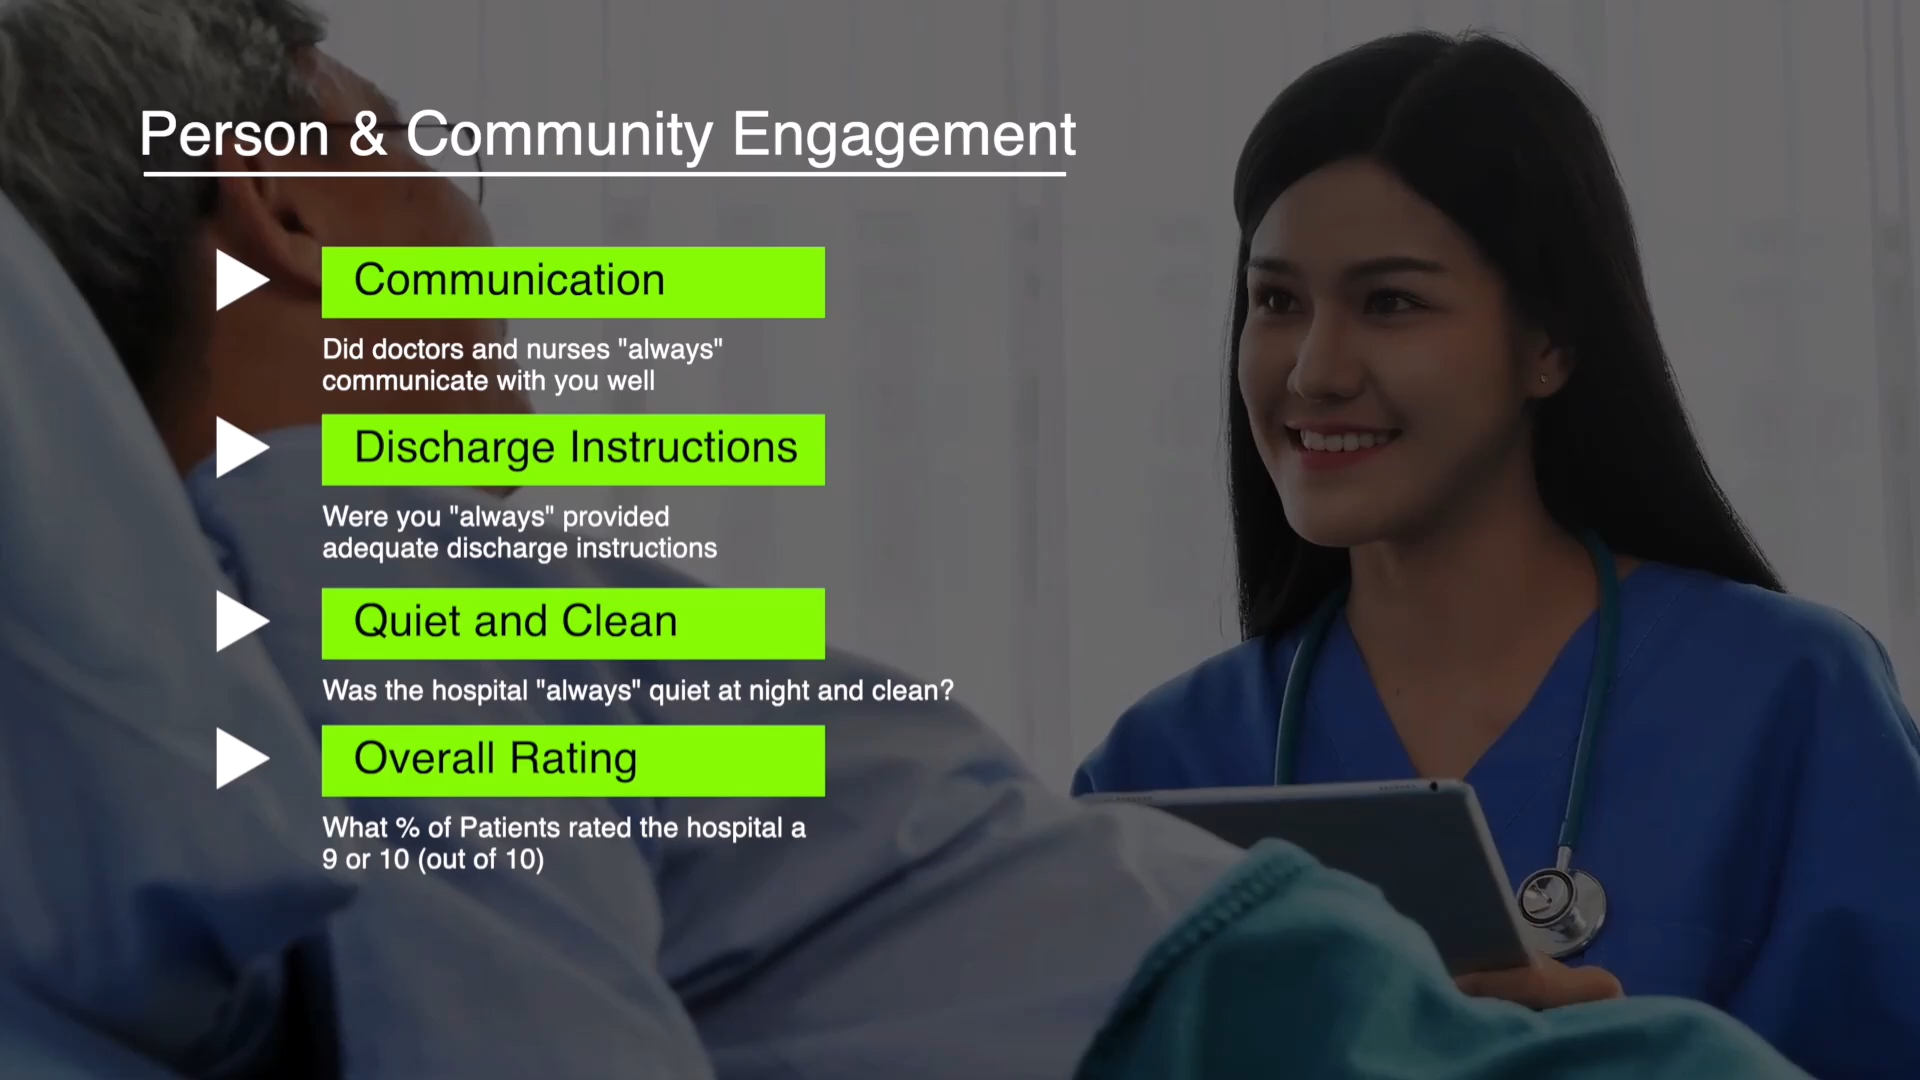 Person & Community Engagement
Communication
Did doctors and nurses "always"
communicate with you well
Discharge Instructions
Were you "always" provided
adequate discharge instructions
Quiet and Clean
Was the hospital "always" quiet at night and clean?
Overall Rating
What % of Patients rated the hospital a
9 or 10 (out of 10)